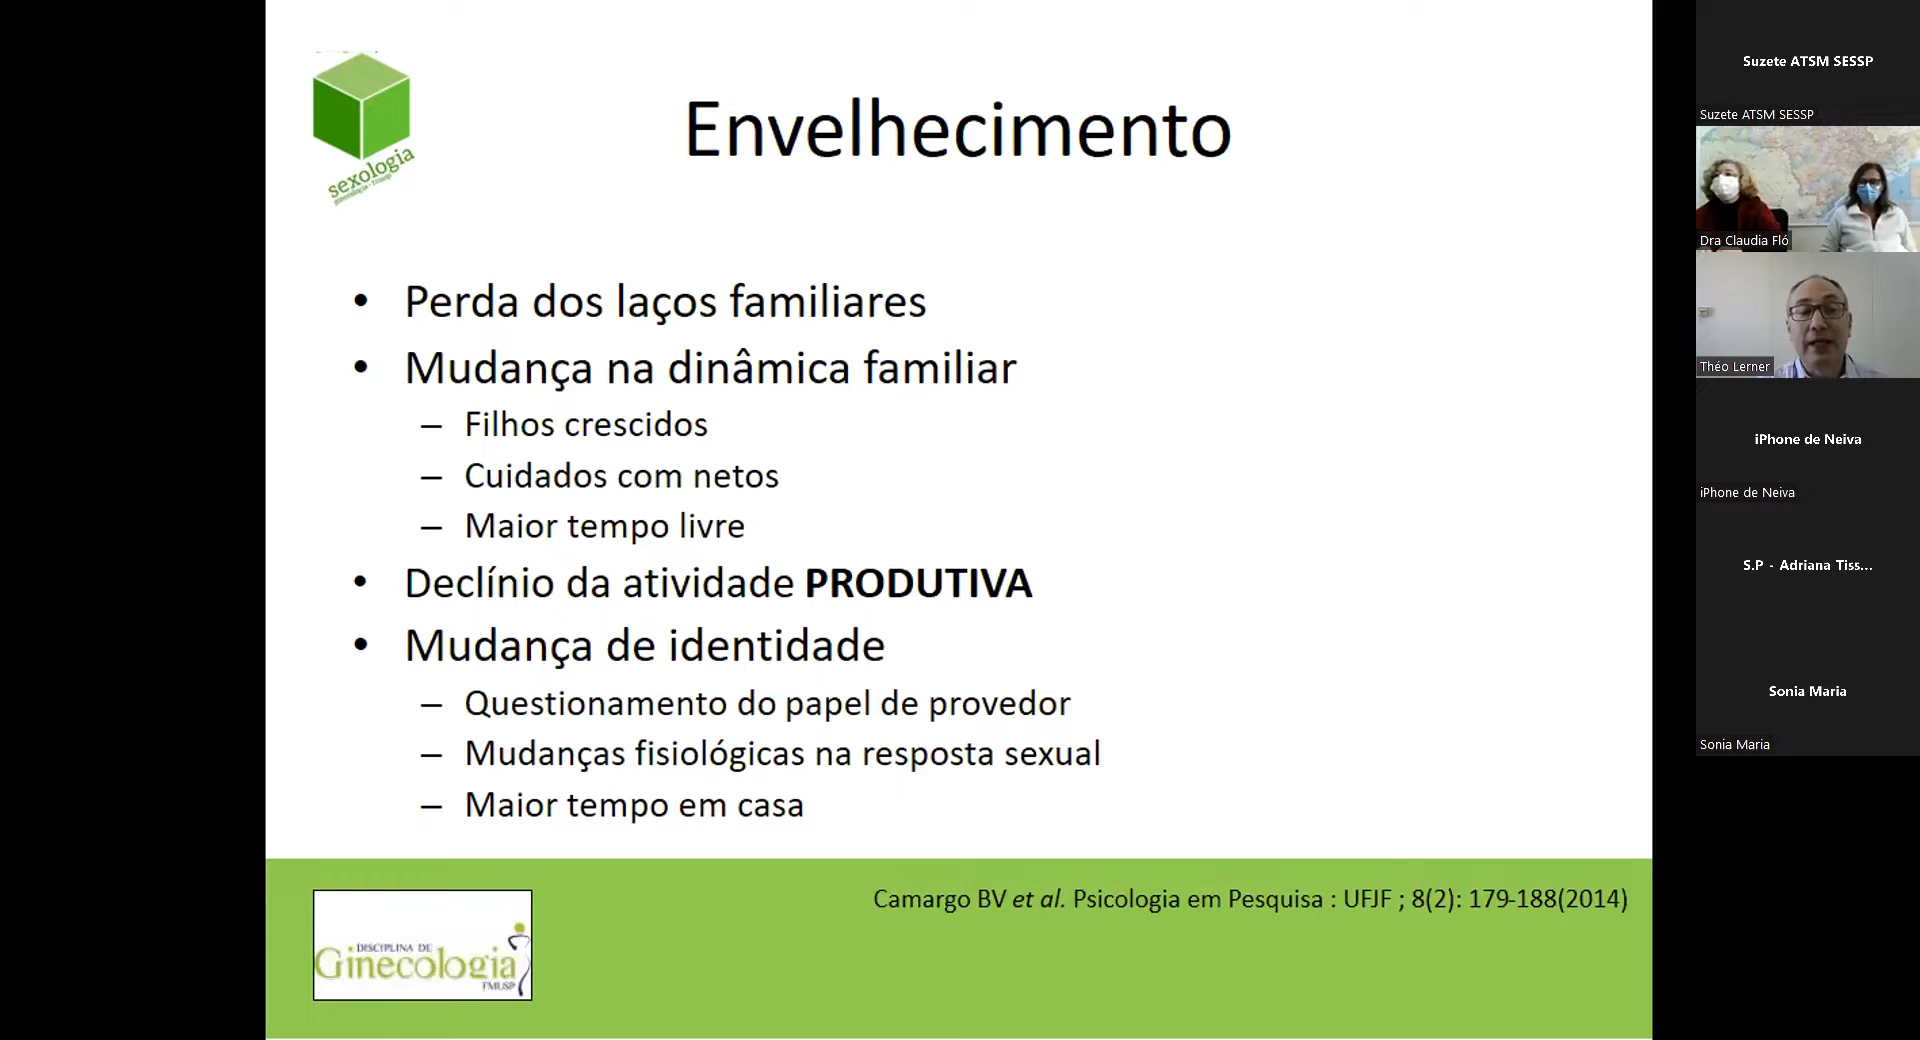 sexologia
Envelhecimento
• Perda dos laços familiares
• Mudança na dinâmica familiar
– Filhos crescidos
– Cuidados com netos
– Maior tempo livre
• Declínio da atividade PRODUTIVA
• Mudança de identidade
– Questionamento do papel de provedor
– Mudanças fisiológicas na resposta sexual
– Maior tempo em casa
Camargo BV et al. Psicologia em Pesquisa : UFJF ; 8(2): 179-188(2014)
DISCIPLINA DE
Ginecologia
FMUSP
Suzete ATSM SESSP
Suzete ATSM SESSP
Dra Claudia Fló
Théo Lerner
iPhone de Neiva
iPhone de Neiva
S.P - Adriana Tiss...
Sonia Maria
Sonia Maria